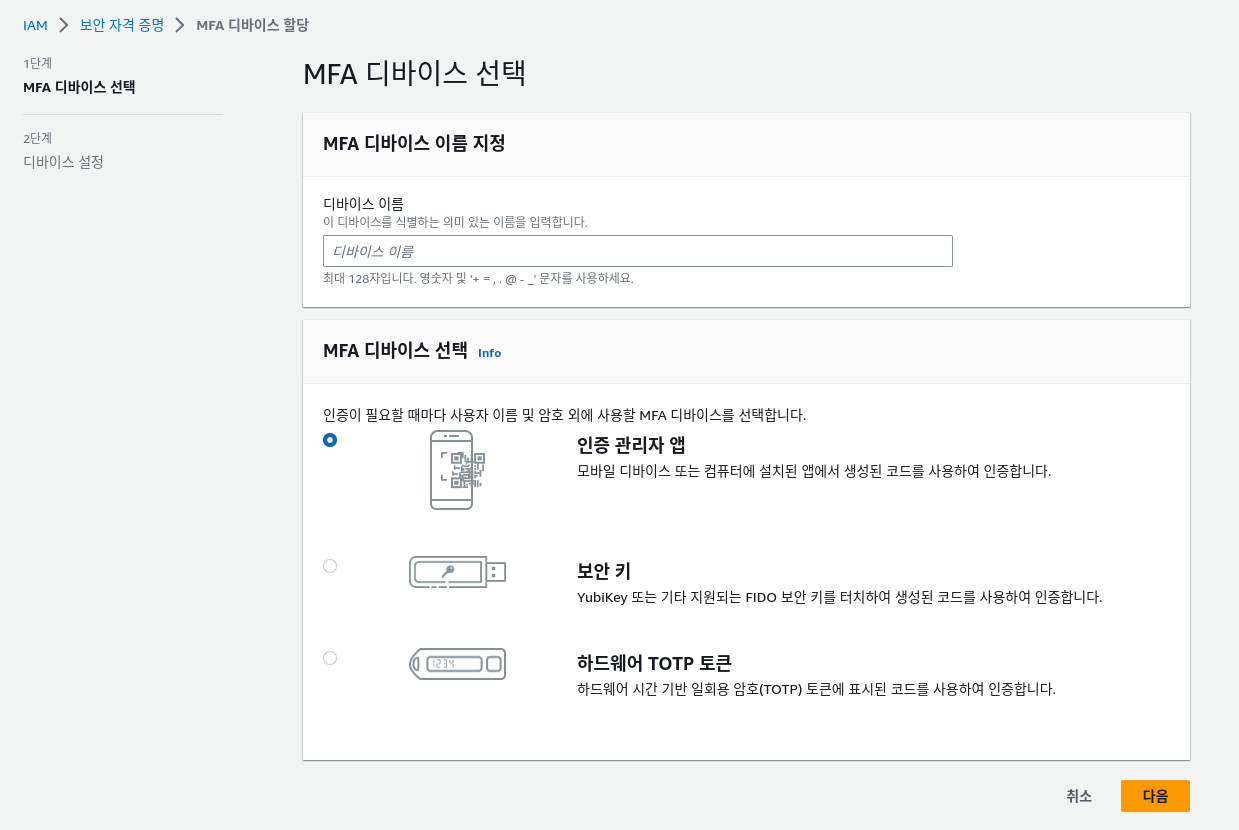 IAM > 보안 자격 증명 > MFA 디바이스 할당
1단계
MFA 디바이스 선택
2단계
디바이스 설정
MFA 디바이스 선택
MFA 디바이스 이름 지정
디바이스 이름
이 디바이스를 식별하는 의미 있는 이름을 입력합니다.
디바이스 이름
최대 128자입니다. 영숫자 및 '+ = , . @ - _' 문자를 사용하세요.
MFA 디바이스 선택 Info
인증이 필요할 때마다 사용자 이름 및 암호 외에 사용할 MFA 디바이스를 선택합니다.
인증 관리자 앱
모바일 디바이스 또는 컴퓨터에 설치된 앱에서 생성된 코드를 사용하여 인증합니다.
보안 키
YubiKey 또는 기타 지원되는 FIDO 보안 키를 터치하여 생성된 코드를 사용하여 인증합니다.
1234
하드웨어 TOTP 토큰
하드웨어 시간 기반 일회용 암호(TOTP) 토큰에 표시된 코드를 사용하여 인증합니다.
취소 다음